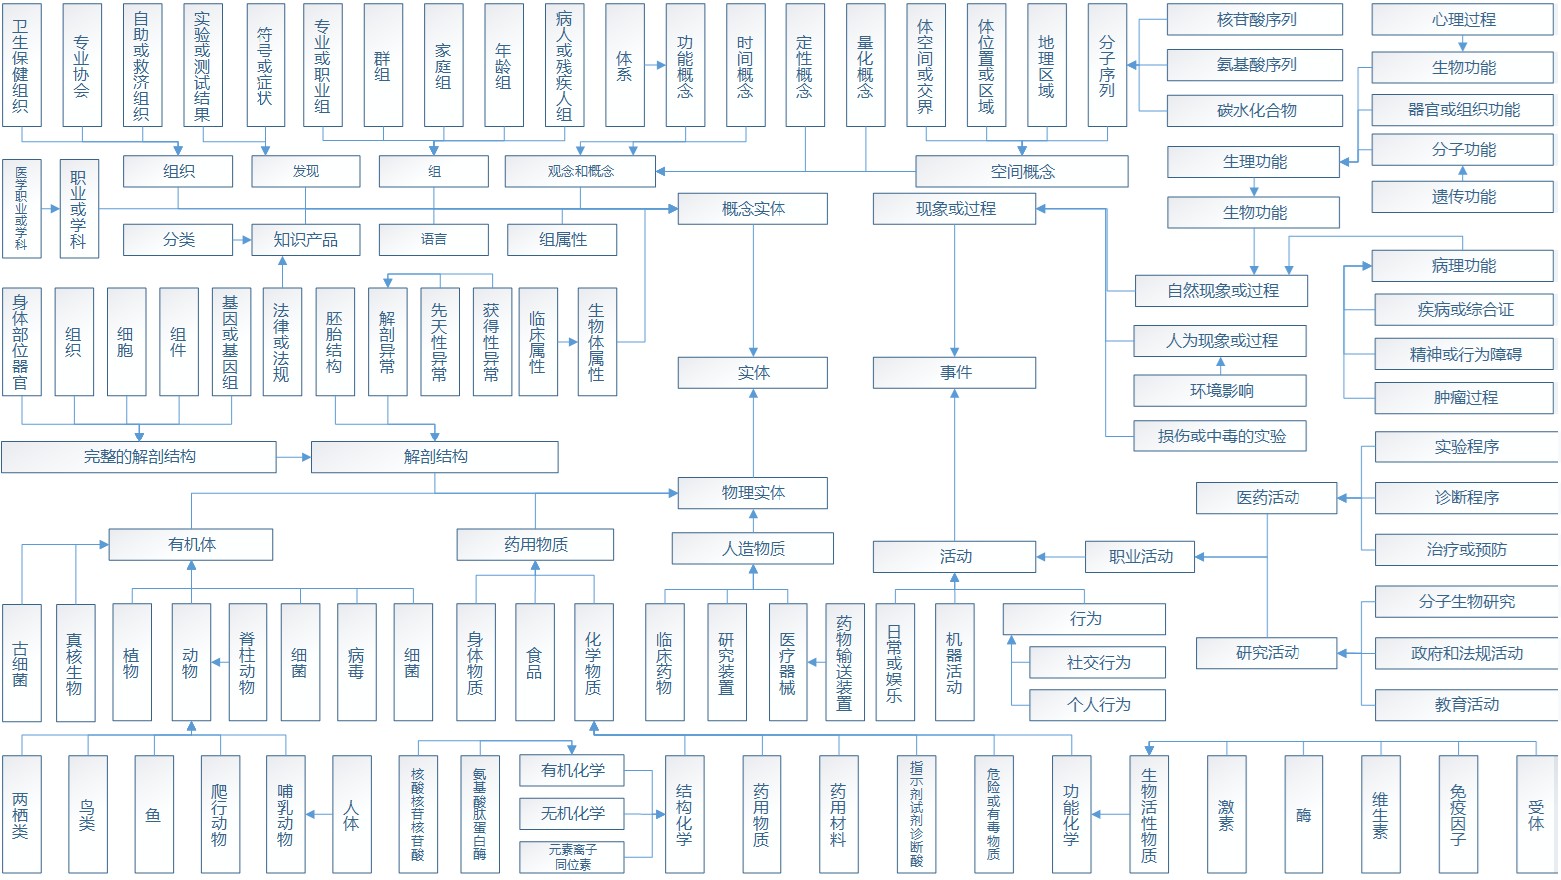 卫生保健组织
专业协会
自助或救济组织
实验或测试结果
符号或症状
专业或职业组
群组
家庭组
年龄组
病人或残疾人组
体系
功能概念
时间概念
定性概念
量化概念
体空间或交界
体位置或区域
地理区域
分子序列
核苷酸序列
氨基酸序列
碳水化合物
心理过程
生物功能
器官或组织功能
分子功能
遗传功能
生理功能
生物功能
医学职业或学科
职业或学科
组织
发现
组
观念和概念
空间概念
概念实体
现象或过程
分类
知识产品
语言
组属性
自然现象或过程
病理功能
疾病或综合证
精神或行为障碍
肿瘤过程
人为现象或过程
环境影响
损伤或中毒的实验
身体部位器官
组织
细胞
组件
基因或基因组
法律或法规
胚胎结构
解剖异常
先天性异常
获得性异常
临床属性
生物体属性
实体
事件
完整的解剖结构
解剖结构
物理实体
实验程序
医药活动
诊断程序
治疗或预防
有机体
药用物质
人造物质
活动
职业活动
古细菌
真核生物
植物
动物
脊柱动物
细菌
病毒
细菌
身体物质
食品
化学物质
临床药物
研究装置
医疗器械
药物输送装置
日常或娱乐
机器活动
行为
社交行为
个人行为
研究活动
分子生物研究
政府和法规活动
教育活动
两栖类
鸟类
鱼
爬行动物
哺乳动物
人体
核酸核苷核苷酸
氨基酸肽蛋白酶
有机化学
无机化学
元素离子
同位素
结构化学
药用物质
药用材料
指示剂试剂诊断酸
危险或有毒物质
功能化学
生物活性物质
激素
酶
维生素
免疫因子
受体